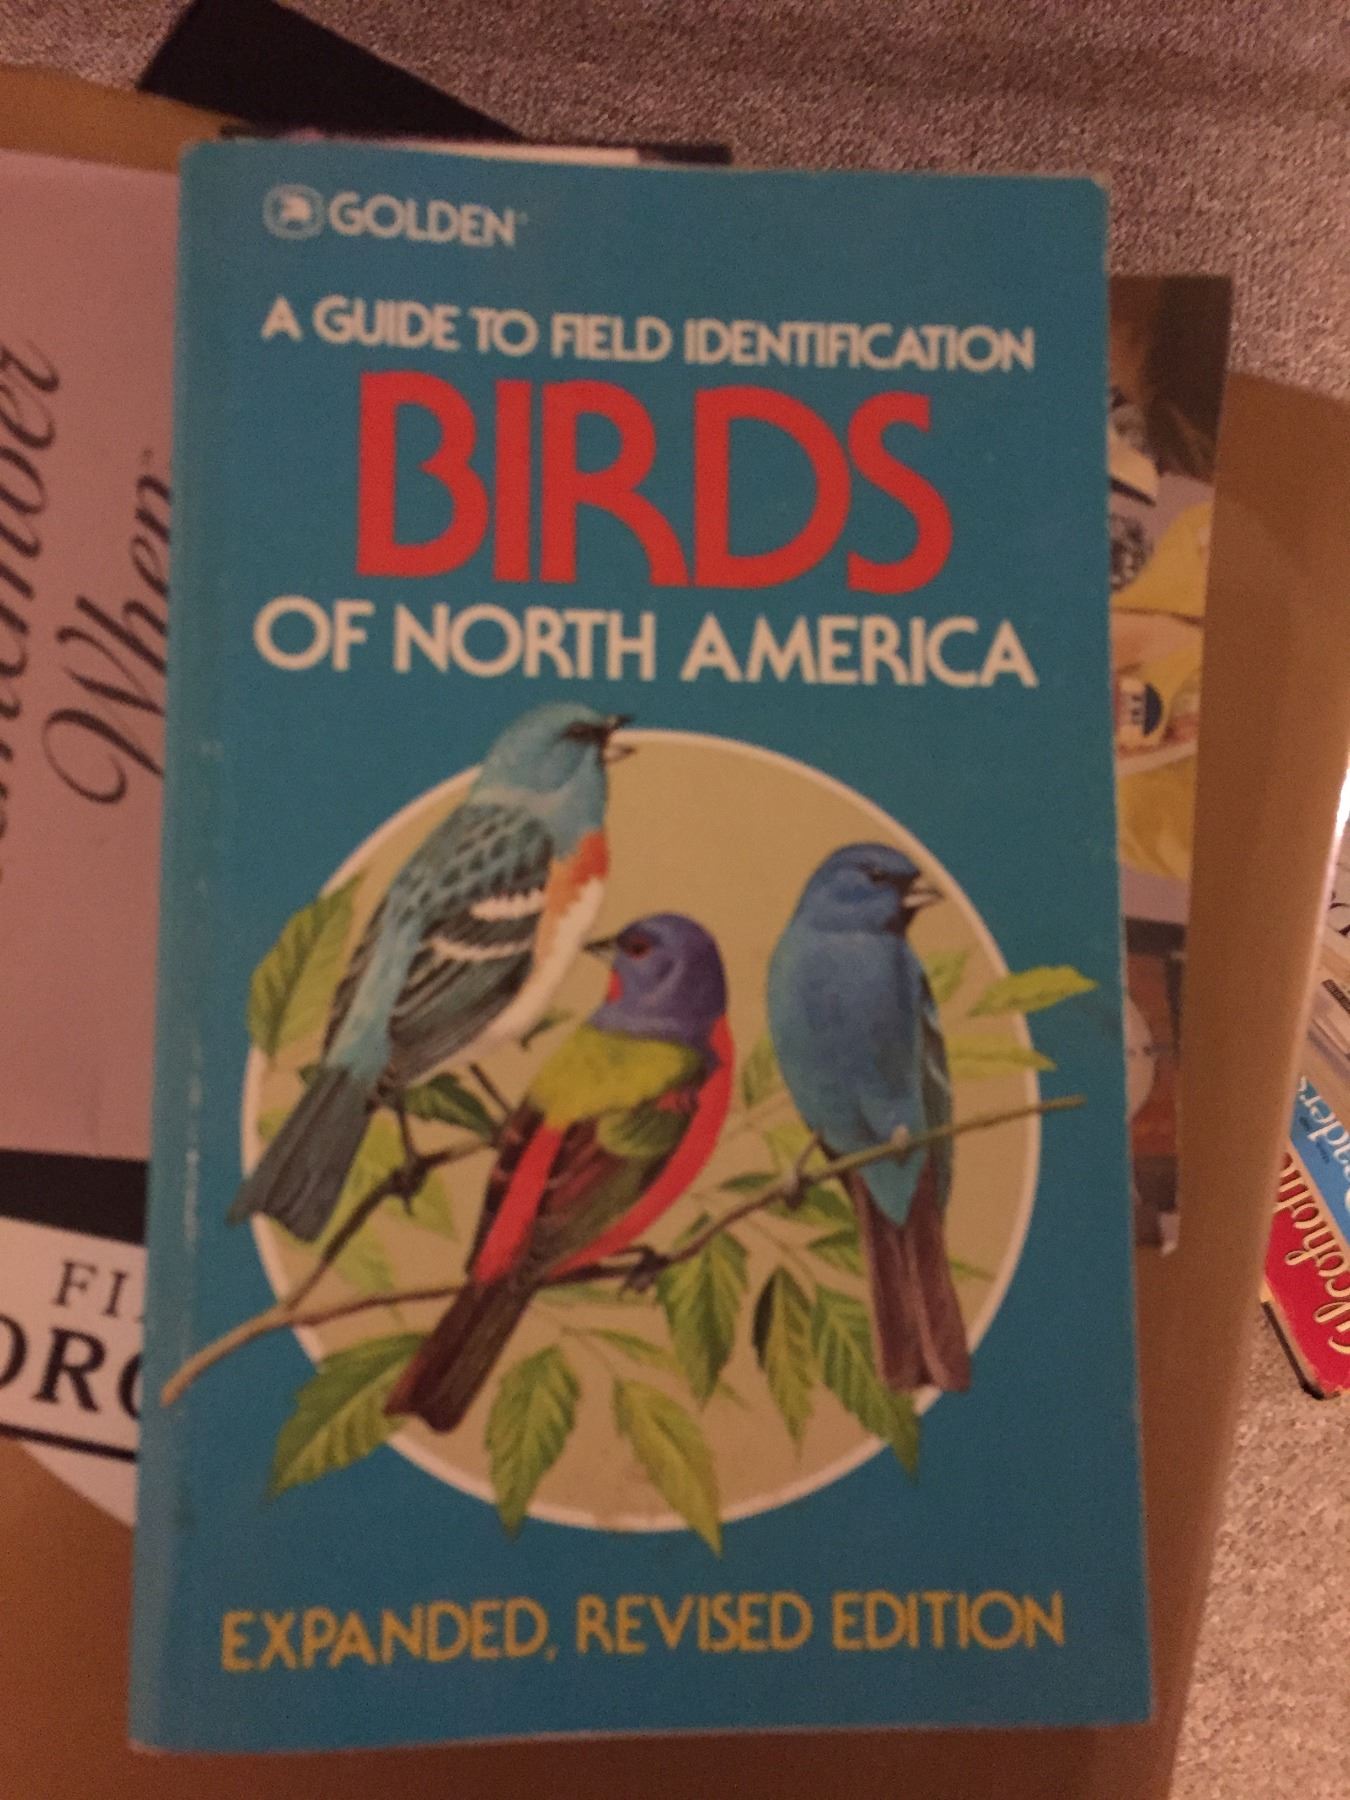 GOLDEN
A GUIDE TO FIELD IDENTIFICATION
BIRDS
OF NORTH AMERICA
EXPANDED, REVISED EDITION
When